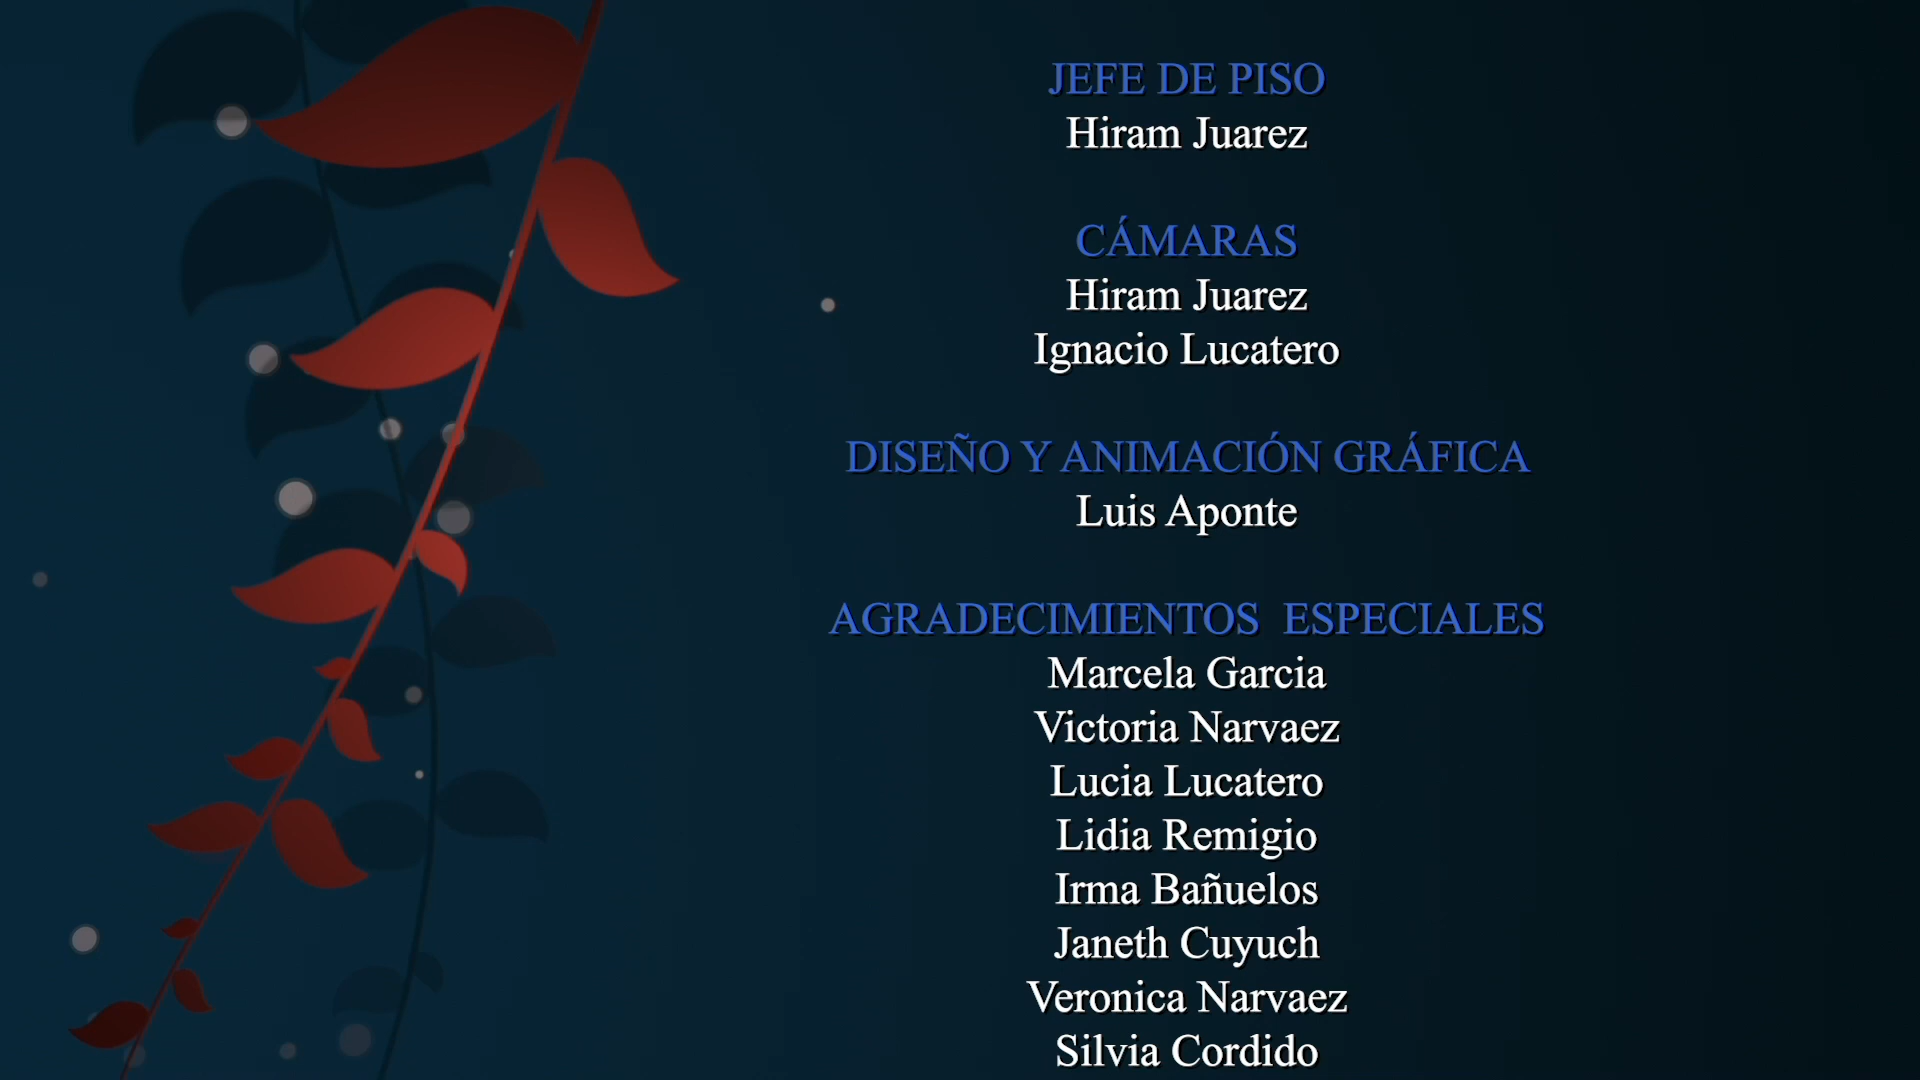 JEFE DE PISO
Hiram Juarez
CÁMARAS
Hiram Juarez
Ignacio Lucatero
DISEÑO Y ANIMACIÓN GRÁFICA
Luis Aponte
AGRADECIMIENTOS ESPECIALES
Marcela Garcia
Victoria Narvaez
Lucia Lucatero
Lidia Remigio
Irma Bañuelos
Janeth Cuyuch
Veronica Narvaez
Silvia Cordido